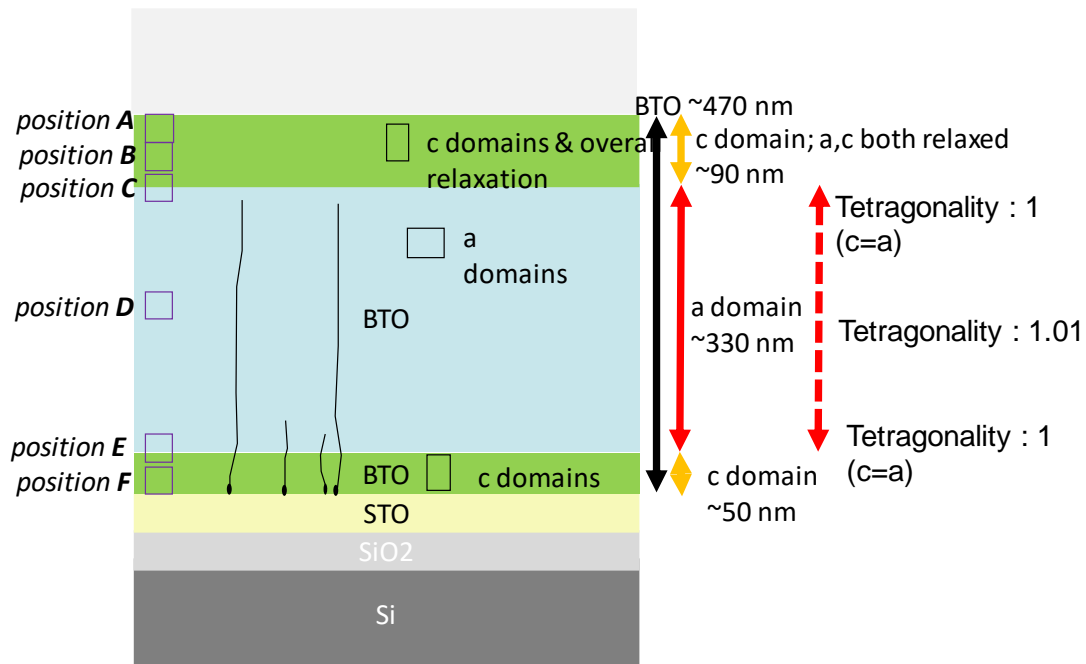 position A
position B
position C
position D
position E
position F
c domains & overal
relaxation
a
domains
BTO
BTO
c domains
STO
SiO2
Si
BTO ~470 nm
c domain; a,c both relaxed
~90 nm
a domain
~330 nm
c domain
~50 nm
Tetragonality : 1
(c=a)
Tetragonality : 1.01
Tetragonality : 1
(c=a)